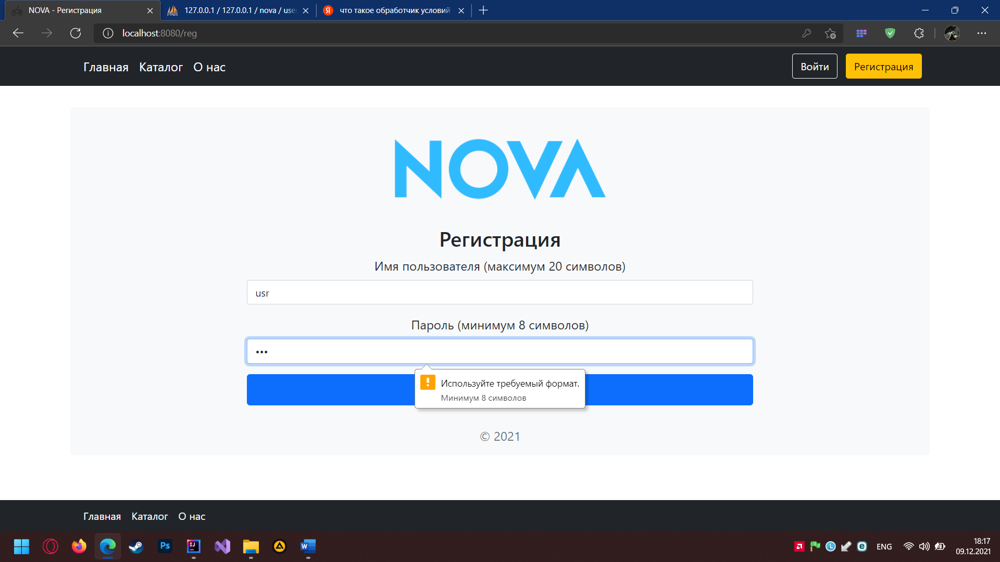 NOVA - Регистрация
127.0.0.1 / 127.0.0.1 / nova / use
что такое обработчик условий
localhost:8080/reg
Главная Каталог О нас
Войти
Регистрация
NOVA
Регистрация
Имя пользователя (максимум 20 символов)
usr
Пароль (минимум 8 символов)
•••
Используйте требуемый формат.
Минимум 8 символов
© 2021
Главная Каталог О нас
ENG
18:17
09.12.2021